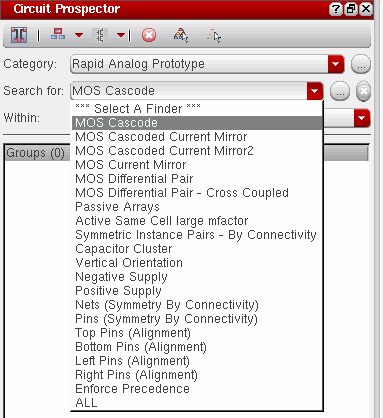 Circuit Prospector
Category: Rapid Analog Prototype ...
Search for: MOS Cascode ...
*** Select A Finder ***
MOS Cascode
MOS Cascoded Current Mirror
MOS Cascoded Current Mirror2
MOS Current Mirror
MOS Differential Pair
MOS Differential Pair - Cross Coupled
Passive Arrays
Active Same Cell large mfactor
Symmetric Instance Pairs - By Connectivity
Capacitor Cluster
Vertical Orientation
Negative Supply
Positive Supply
Nets (Symmetry By Connectivity)
Pins (Symmetry By Connectivity)
Top Pins (Alignment)
Bottom Pins (Alignment)
Left Pins (Alignment)
Right Pins (Alignment)
Enforce Precedence
ALL
Within:
Groups (0)